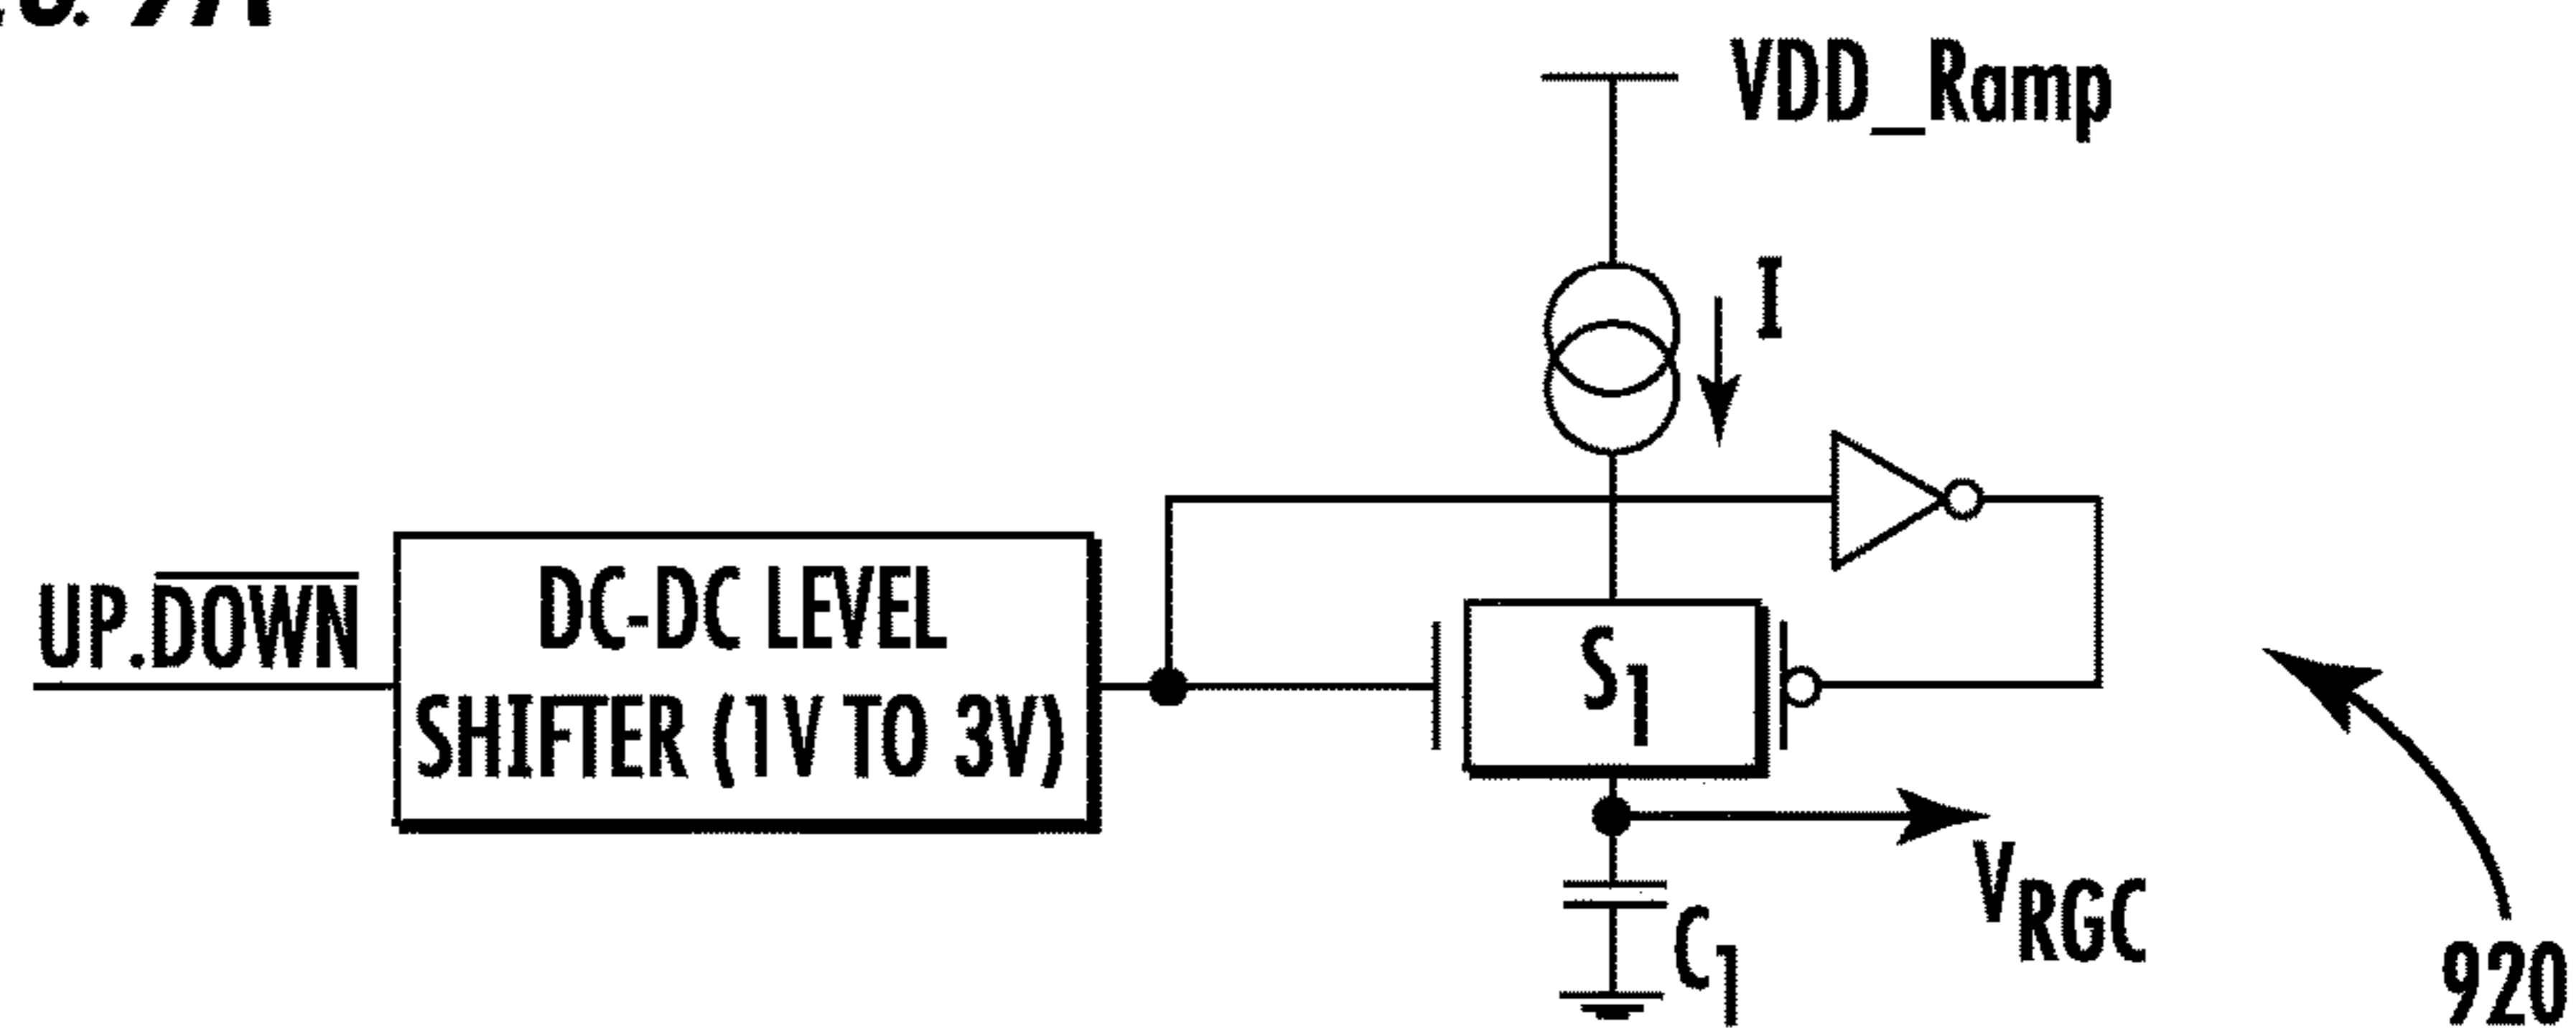 VDD_Ramp
I
UP.DOWN
DC-DC LEVEL
SHIFTER (1V TO 3V)
S1
VRGC
C1
920